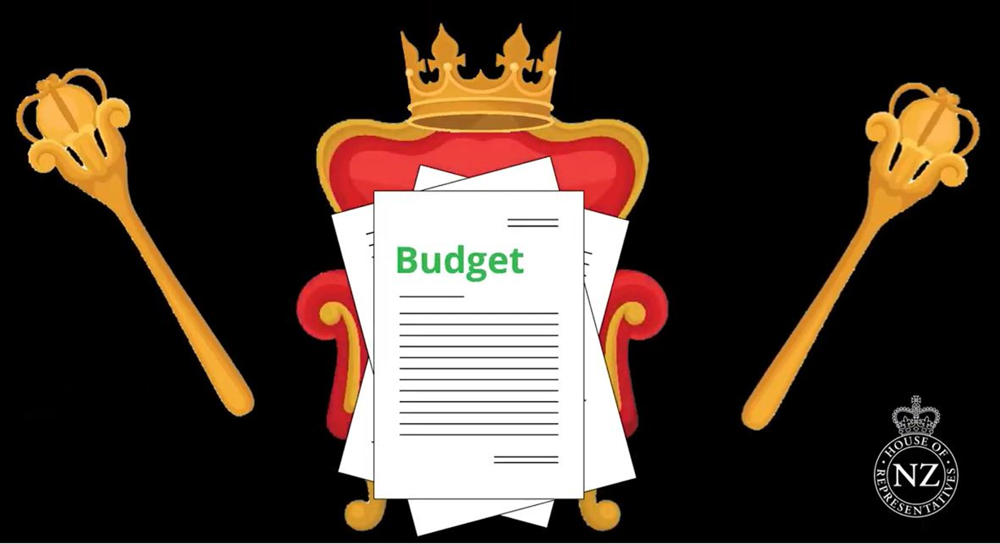 Budget
HOUSE OF
NZ
REPRESENTATIVES